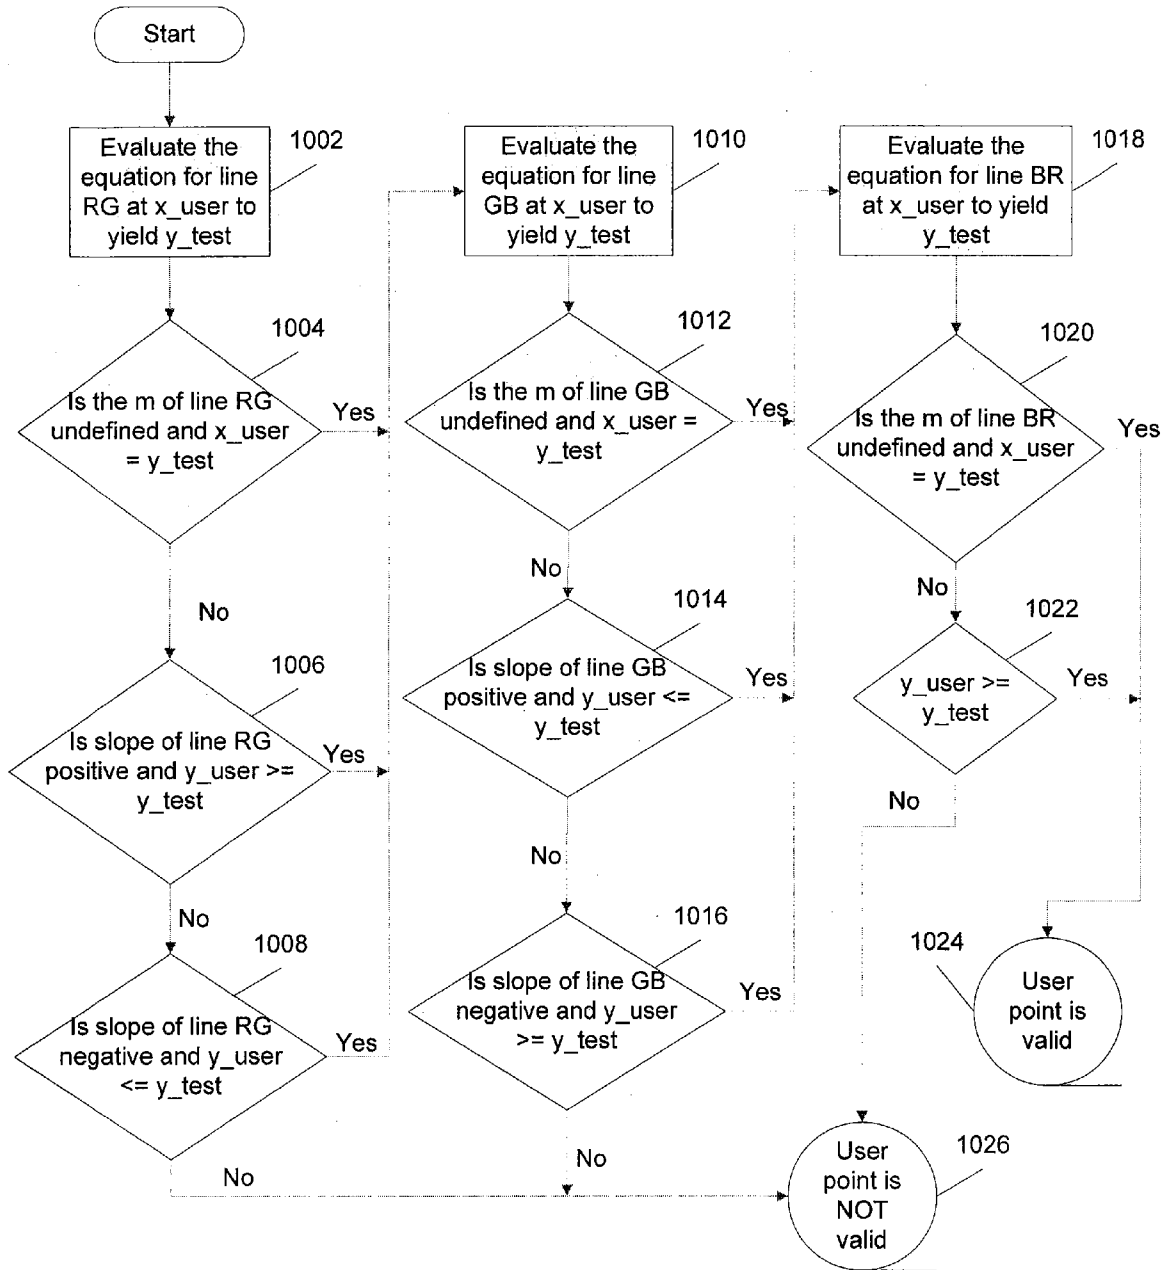 Start
1002
Evaluate the
equation for line
RG at x_user to
yield y_test
1004
Is the m of line RG
undefined and x_user
= y_test
Yes
No
1006
Is slope of line RG
positive and y_user >=
y_test
Yes
No
1008
Is slope of line RG
negative and y_user
<= y_test
Yes
No
1010
Evaluate the
equation for line
GB at x_user to
yield y_test
1012
Is the m of line GB
undefined and x_user =
y_test
Yes
No
1014
Is slope of line GB
positive and y_user <=
y_test
Yes
No
1016
Is slope of line GB
negative and y_user
>= y_test
Yes
No
1018
Evaluate the
equation for line BR
at x_user to yield
y_test
1020
Is the m of line BR
undefined and x_user
= y_test
Yes
No
1022
y_user >=
y_test
Yes
No
1024
User
point is
valid
1026
User
point is
NOT
valid